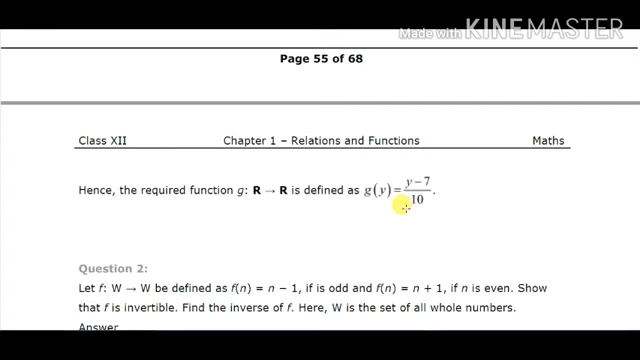 Made with KINEMASTER
Page 55 of 68
Class XII Chapter 1 – Relations and Functions Maths
Hence, the required function g: R → R is defined as g(y) = (y − 7)/10.
Question 2:
Let f: W → W be defined as f(n) = n − 1, if is odd and f(n) = n + 1, if n is even. Show
that f is invertible. Find the inverse of f. Here, W is the set of all whole numbers.
Answer